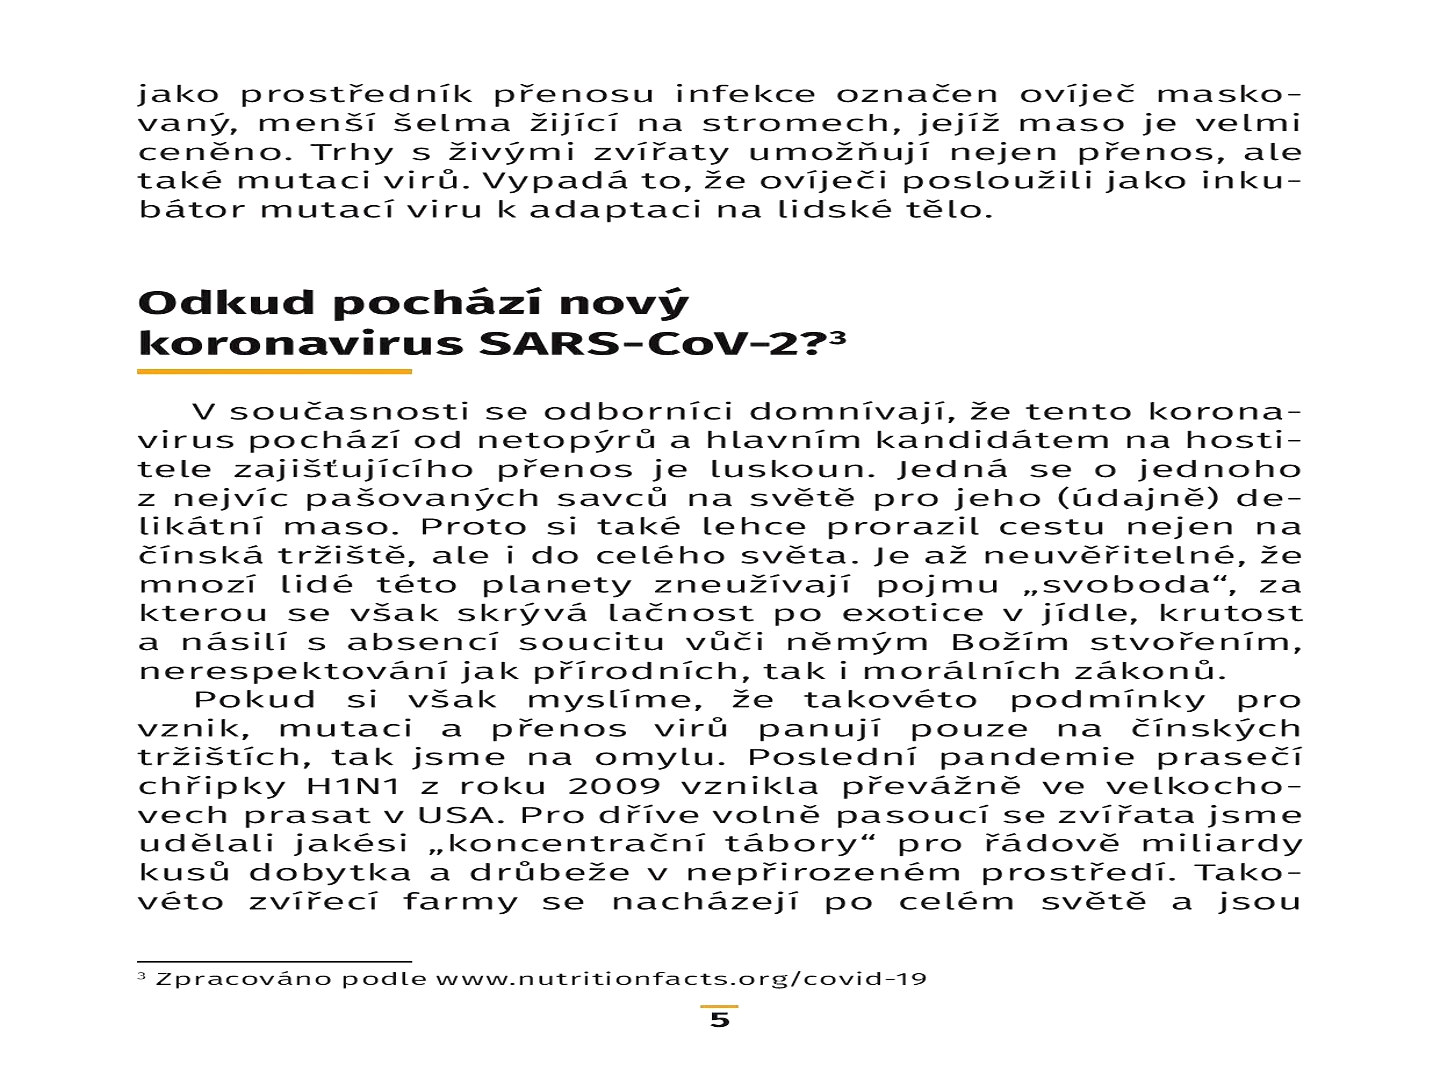 jako prostředník přenosu infekce označen ovíječ masko-
vaný, menší šelma žijící na stromech, jejíž maso je velmi
ceněno. Trhy s živými zvířaty umožňují nejen přenos, ale
také mutaci virů. Vypadá to, že ovíječi posloužili jako inku-
bátor mutací viru k adaptaci na lidské tělo.
Odkud pochází nový
koronavirus SARS-CoV-2?³
V současnosti se odborníci domnívají, že tento korona-
virus pochází od netopýrů a hlavním kandidátem na hosti-
tele zajišťujícího přenos je luskoun. Jedná se o jednoho
z nejvíc pašovaných savců na světě pro jeho (údajně) de-
likátní maso. Proto si také lehce prorazil cestu nejen na
čínská tržiště, ale i do celého světa. Je až neuvěřitelné, že
mnozí lidé této planety zneužívají pojmu „svoboda“, za
kterou se však skrývá lačnost po exotice v jídle, krutost
a násilí s absencí soucitu vůči němým Božím stvořením,
nerespektování jak přírodních, tak i morálních zákonů.
Pokud si však myslíme, že takovéto podmínky pro
vznik, mutaci a přenos virů panují pouze na čínských
tržištích, tak jsme na omylu. Poslední pandemie prasečí
chřipky H1N1 z roku 2009 vznikla převážně ve velkocho-
vech prasat v USA. Pro dříve volně pasoucí se zvířata jsme
udělali jakési „koncentrační tábory“ pro řádově miliardy
kusů dobytka a drůbeže v nepřirozeném prostředí. Tako-
véto zvířecí farmy se nacházejí po celém světě a jsou
³ Zpracováno podle www.nutritionfacts.org/covid-19
5